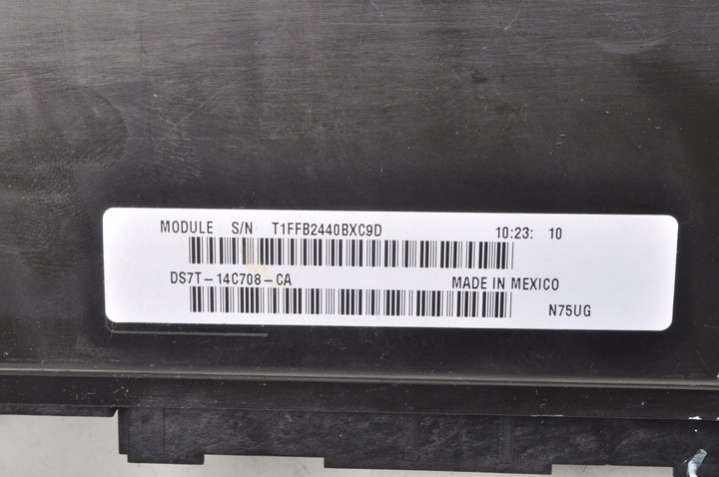 MODULE S/N T1FFB2440BXC9D 10:23: 10
DS7T-14C708-CA MADE IN MEXICO
N75UG